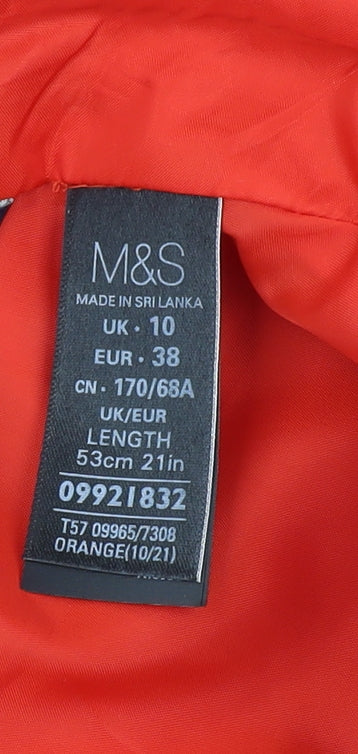 M&S
MADE IN SRI LANKA
UK · 10
EUR · 38
CN · 170/68A
UK/EUR
LENGTH
53cm 21in
09921832
T57 09965/7308
ORANGE(10/21)